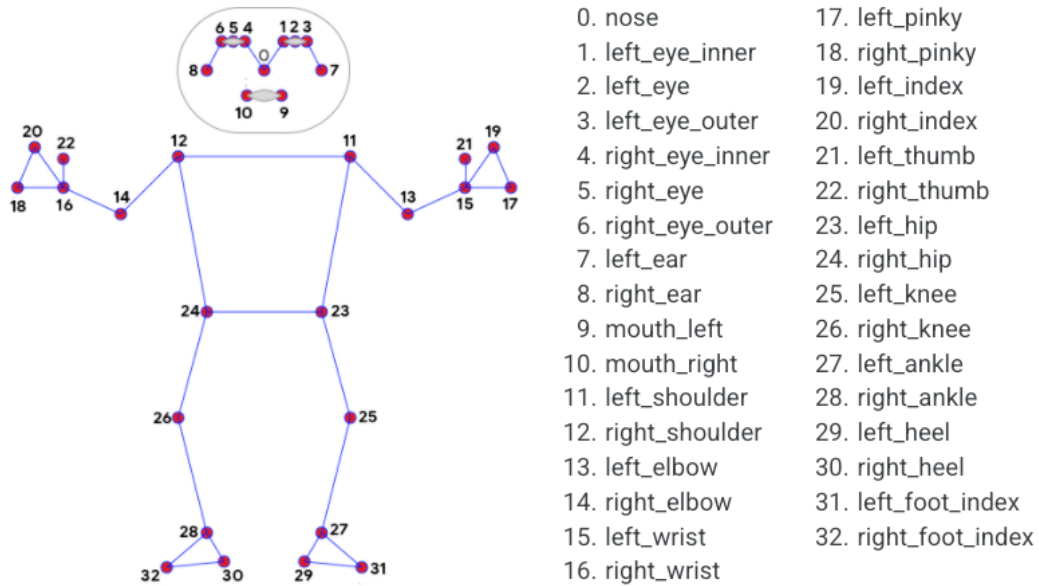 6 5 4 1 2 3
0
8 7
10 9
20 22 12 11 21 19
18 16 14 13 15 17
24 23
26 25
28 27
32 30 29 31
0. nose
1. left_eye_inner
2. left_eye
3. left_eye_outer
4. right_eye_inner
5. right_eye
6. right_eye_outer
7. left_ear
8. right_ear
9. mouth_left
10. mouth_right
11. left_shoulder
12. right_shoulder
13. left_elbow
14. right_elbow
15. left_wrist
16. right_wrist
17. left_pinky
18. right_pinky
19. left_index
20. right_index
21. left_thumb
22. right_thumb
23. left_hip
24. right_hip
25. left_knee
26. right_knee
27. left_ankle
28. right_ankle
29. left_heel
30. right_heel
31. left_foot_index
32. right_foot_index